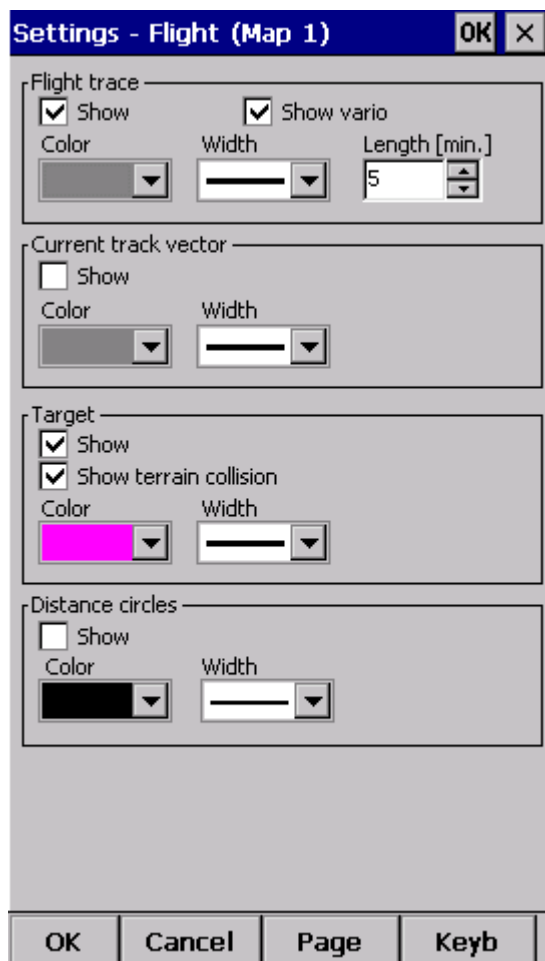 Settings - Flight (Map 1) OK ×
Flight trace
Show Show vario
Color Width Length [min.]
5
Current track vector
Show
Color Width
Target
Show
Show terrain collision
Color Width
Distance circles
Show
Color Width
OK Cancel Page Keyb